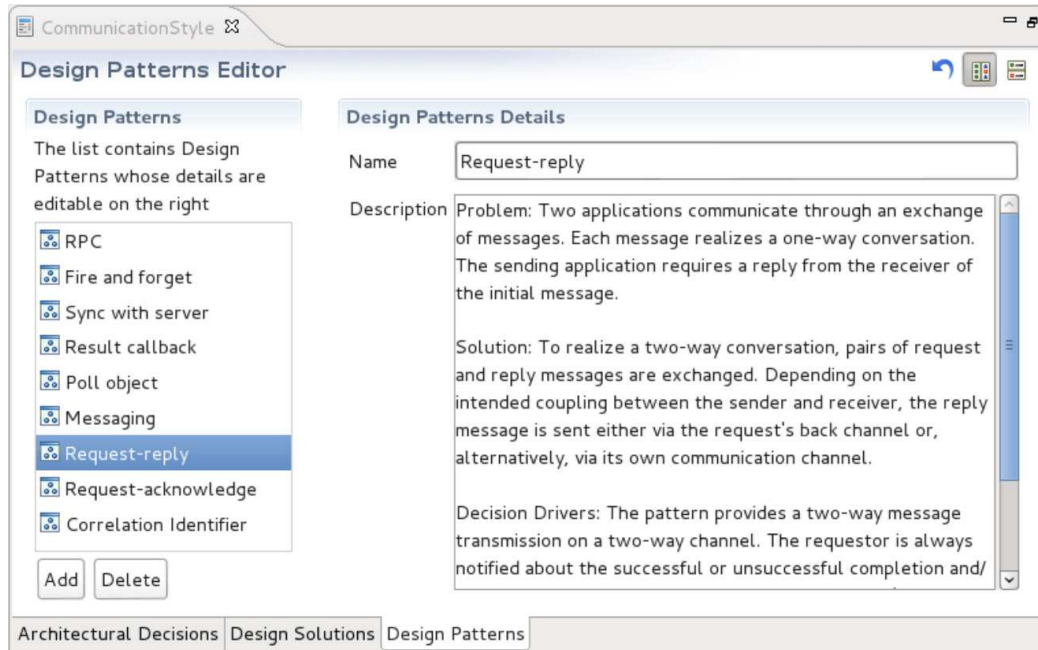 CommunicationStyle
Design Patterns Editor
Design Patterns
The list contains Design
Patterns whose details are
editable on the right
RPC
Fire and forget
Sync with server
Result callback
Poll object
Messaging
Request-reply
Request-acknowledge
Correlation Identifier
Add Delete
Design Patterns Details
Name Request-reply
Description Problem: Two applications communicate through an exchange
of messages. Each message realizes a one-way conversation.
The sending application requires a reply from the receiver of
the initial message.
Solution: To realize a two-way conversation, pairs of request
and reply messages are exchanged. Depending on the
intended coupling between the sender and receiver, the reply
message is sent either via the request's back channel or,
alternatively, via its own communication channel.
Decision Drivers: The pattern provides a two-way message
transmission on a two-way channel. The requestor is always
notified about the successful or unsuccessful completion and/
Architectural Decisions Design Solutions Design Patterns